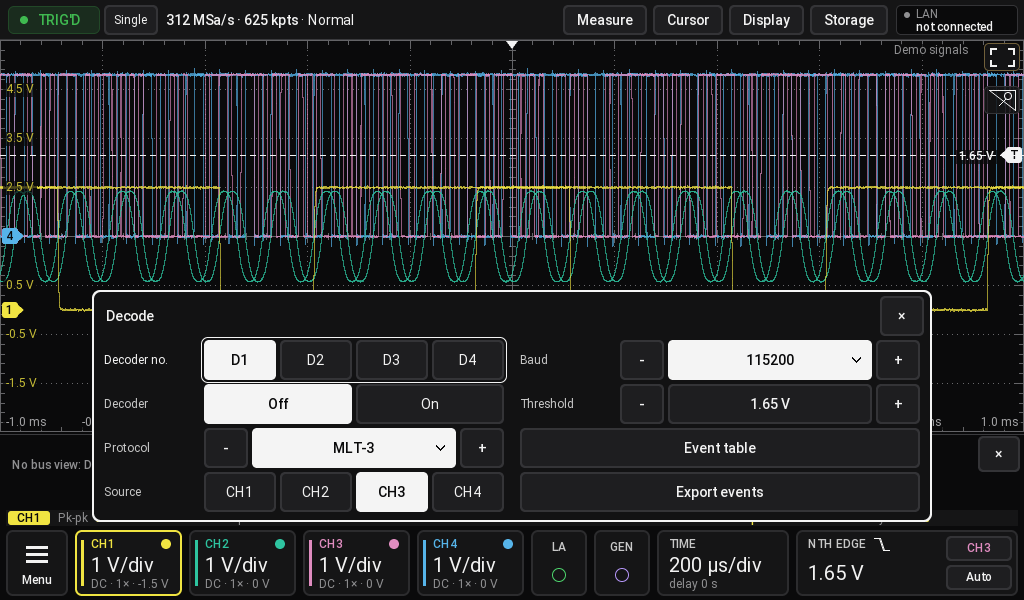 TRIG'D
Single
312 MSa/s · 625 kpts · Normal
Measure
Cursor
Display
Storage
LAN
not connected
Demo signals
4.5 V
3.5 V
1.65 V
T
2.5 V
4
0.5 V
1
-0.5 V
-1.5 V
-1.0 ms
1.0 ms
Decode
×
Decoder no.
D1
D2
D3
D4
Baud
-
115200
+
Decoder
Off
On
Threshold
-
1.65 V
+
Protocol
-
MLT-3
+
Event table
No bus view: D
×
Source
CH1
CH2
CH3
CH4
Export events
CH1
Pk-pk
Menu
CH1
1 V/div
DC · 1× · -1.5 V
CH2
1 V/div
DC · 1× · 0 V
CH3
1 V/div
DC · 1× · 0 V
CH4
1 V/div
DC · 1× · 0 V
LA
GEN
TIME
200 µs/div
delay 0 s
NTH EDGE
1.65 V
CH3
Auto